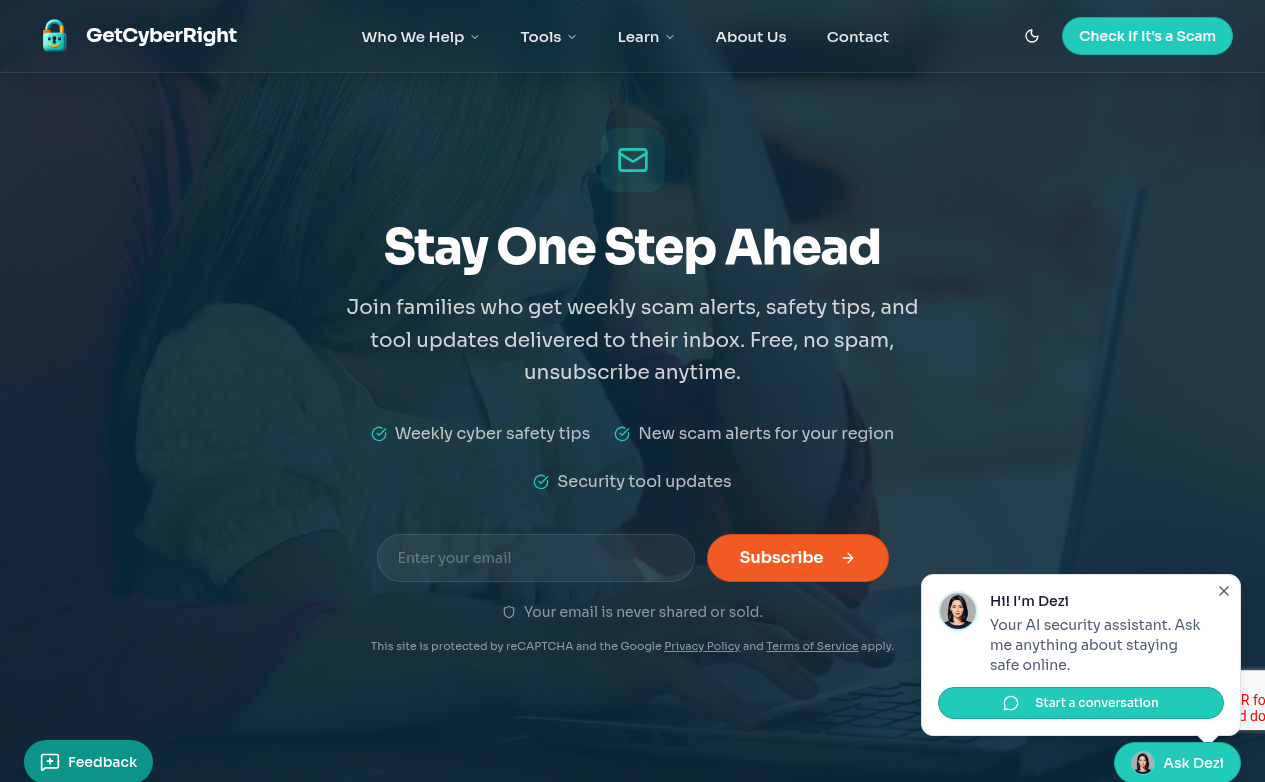 GetCyberRight
Who We Help
Tools
Learn
About Us
Contact
Check If It's a Scam
Stay One Step Ahead
Join families who get weekly scam alerts, safety tips, and
tool updates delivered to their inbox. Free, no spam,
unsubscribe anytime.
Weekly cyber safety tips
New scam alerts for your region
Security tool updates
Enter your email
Subscribe
Your email is never shared or sold.
This site is protected by reCAPTCHA and the Google Privacy Policy and Terms of Service apply.
Hi! I'm Dezi
Your AI security assistant. Ask
me anything about staying
safe online.
Start a conversation
Feedback
Ask Dezi